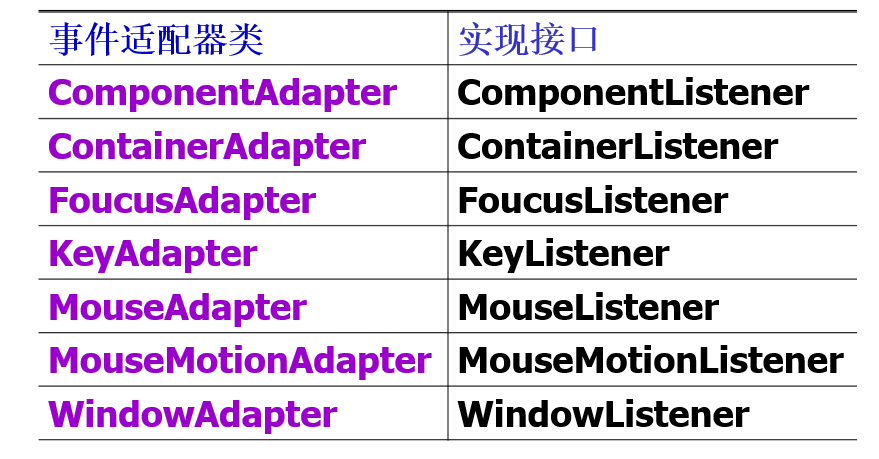 事件适配器类 实现接口
ComponentAdapter ComponentListener
ContainerAdapter ContainerListener
FoucusAdapter FoucusListener
KeyAdapter KeyListener
MouseAdapter MouseListener
MouseMotionAdapter MouseMotionListener
WindowAdapter WindowListener